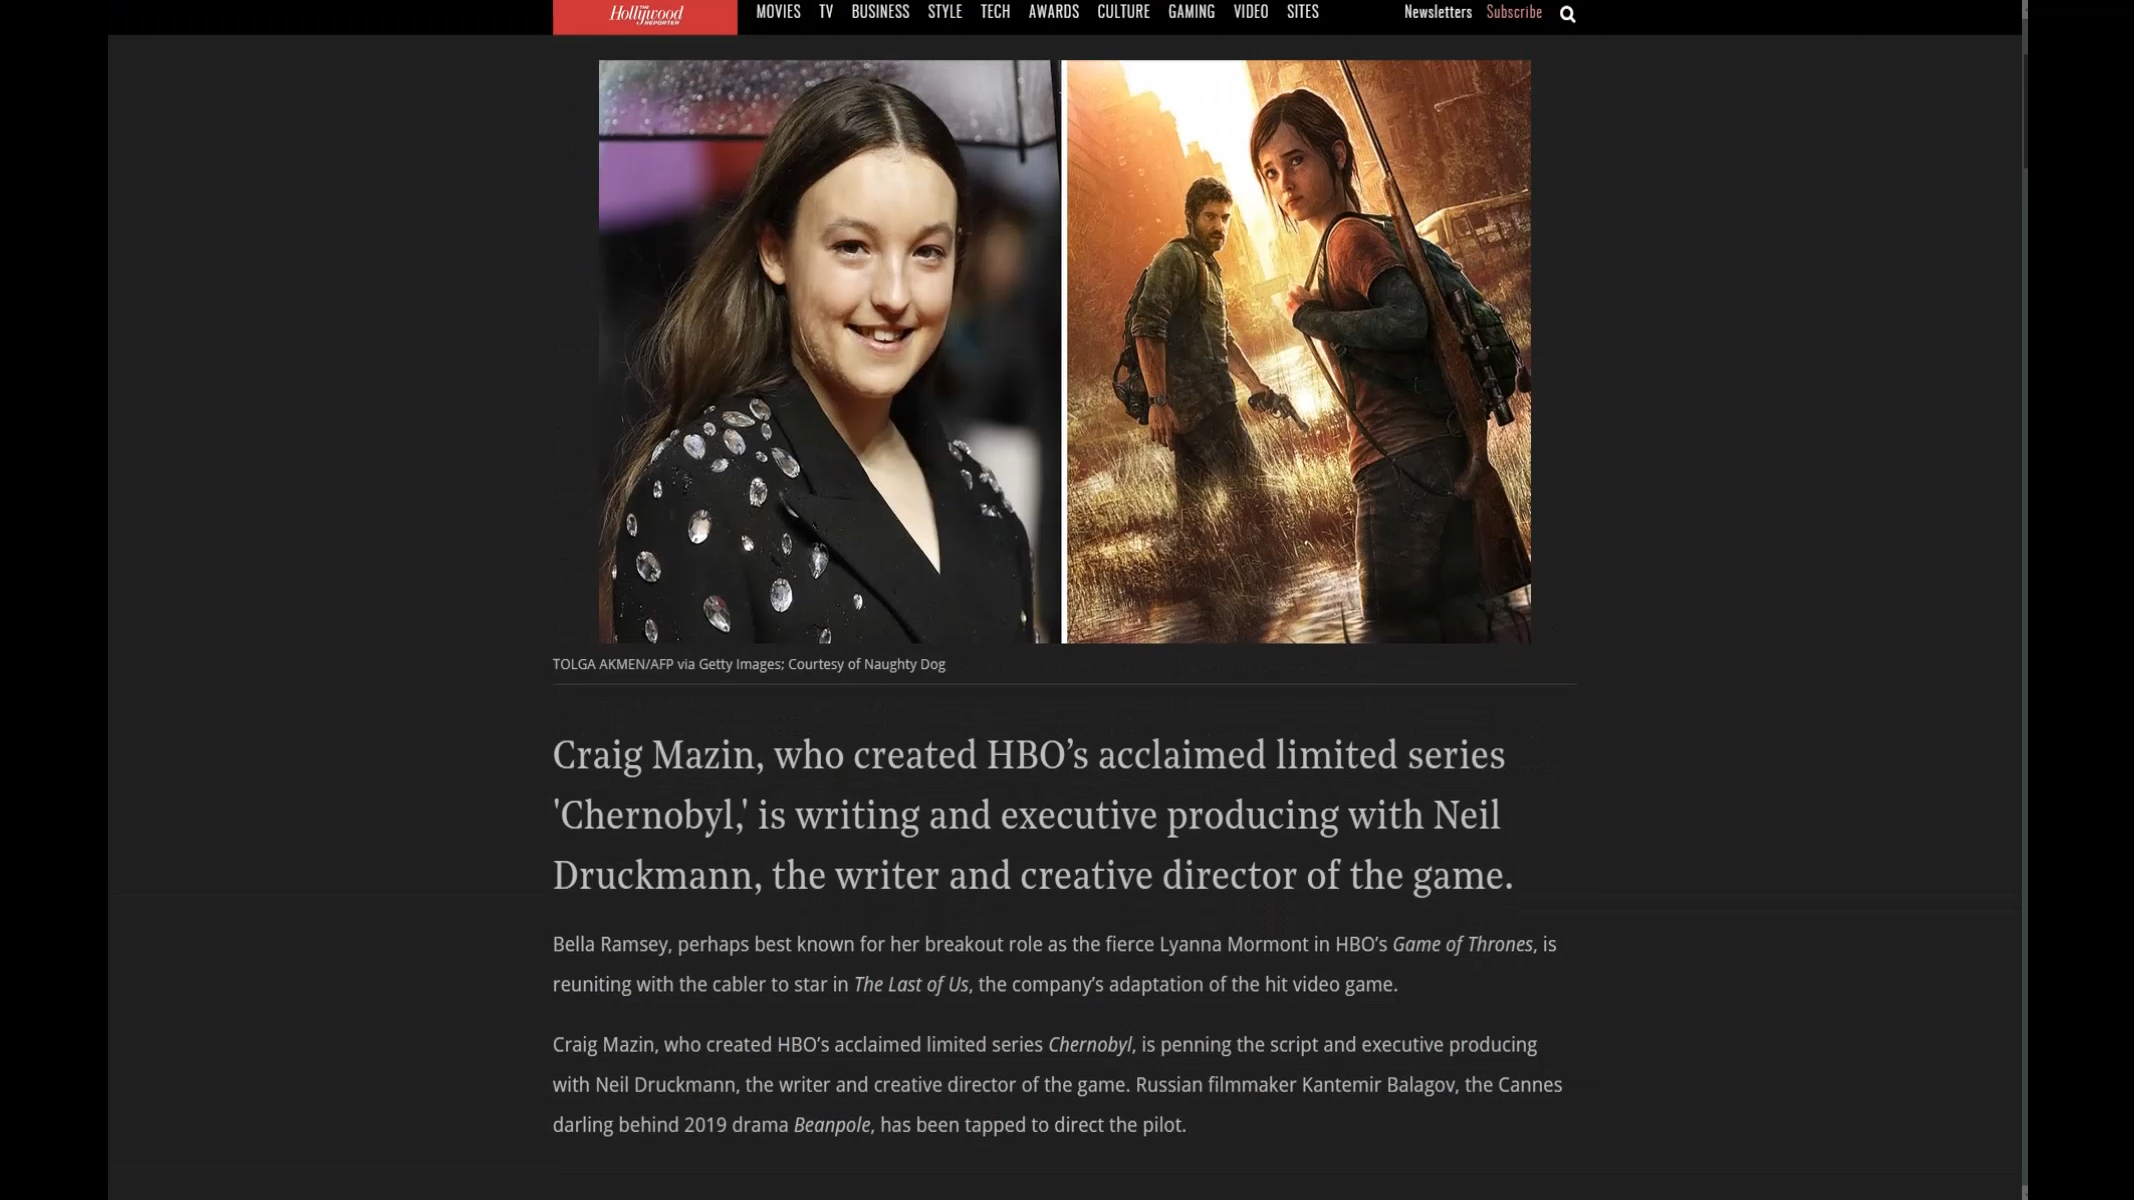 THE
Hollywood
REPORTER
MOVIES TV BUSINESS STYLE TECH AWARDS CULTURE GAMING VIDEO SITES Newsletters Subscribe
TOLGA AKMEN/AFP via Getty Images; Courtesy of Naughty Dog
Craig Mazin, who created HBO’s acclaimed limited series
'Chernobyl,' is writing and executive producing with Neil
Druckmann, the writer and creative director of the game.
Bella Ramsey, perhaps best known for her breakout role as the fierce Lyanna Mormont in HBO’s Game of Thrones, is
reuniting with the cabler to star in The Last of Us, the company’s adaptation of the hit video game.
Craig Mazin, who created HBO’s acclaimed limited series Chernobyl, is penning the script and executive producing
with Neil Druckmann, the writer and creative director of the game. Russian filmmaker Kantemir Balagov, the Cannes
darling behind 2019 drama Beanpole, has been tapped to direct the pilot.